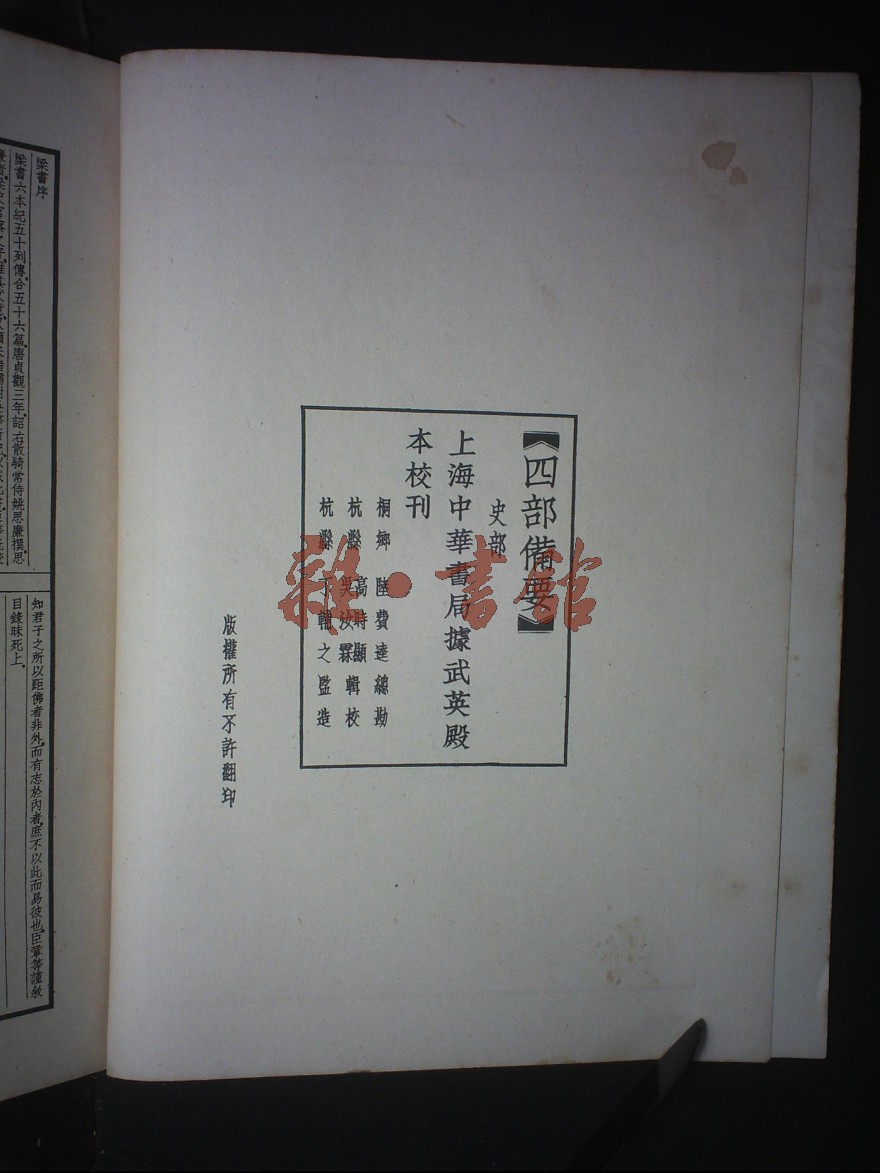 四部備要
史部
上海中華書局據武英殿
本校刊
桐鄉 陸費逵總勘
杭縣 高時顯 吳汝霖 輯校
杭縣 丁輔之監造
版權所有不許翻印
雜·書館
梁書序
梁書六本紀五十列傳合五十六篇唐貞觀三年詔右散騎常侍姚思廉撰思
知君子之所以距佛者非外而有志於內者庶不以此而易彼也臣鞏等謹敘
目錄昧死上